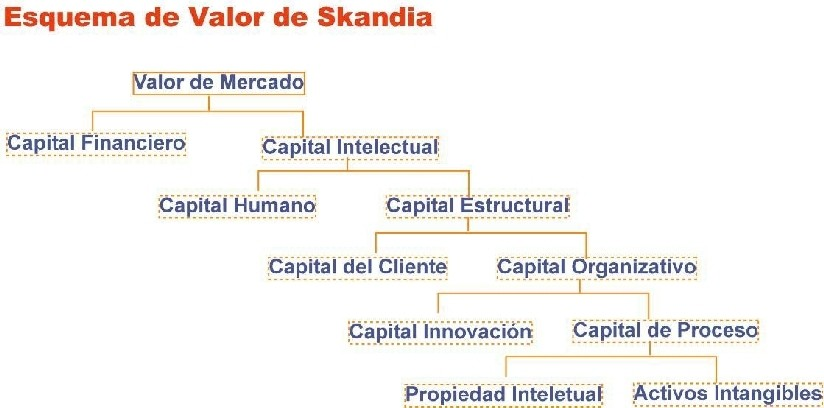 Esquema de Valor de Skandia
Valor de Mercado
Capital Financiero
Capital Intelectual
Capital Humano
Capital Estructural
Capital del Cliente
Capital Organizativo
Capital Innovación
Capital de Proceso
Propiedad Inteletual
Activos Intangibles